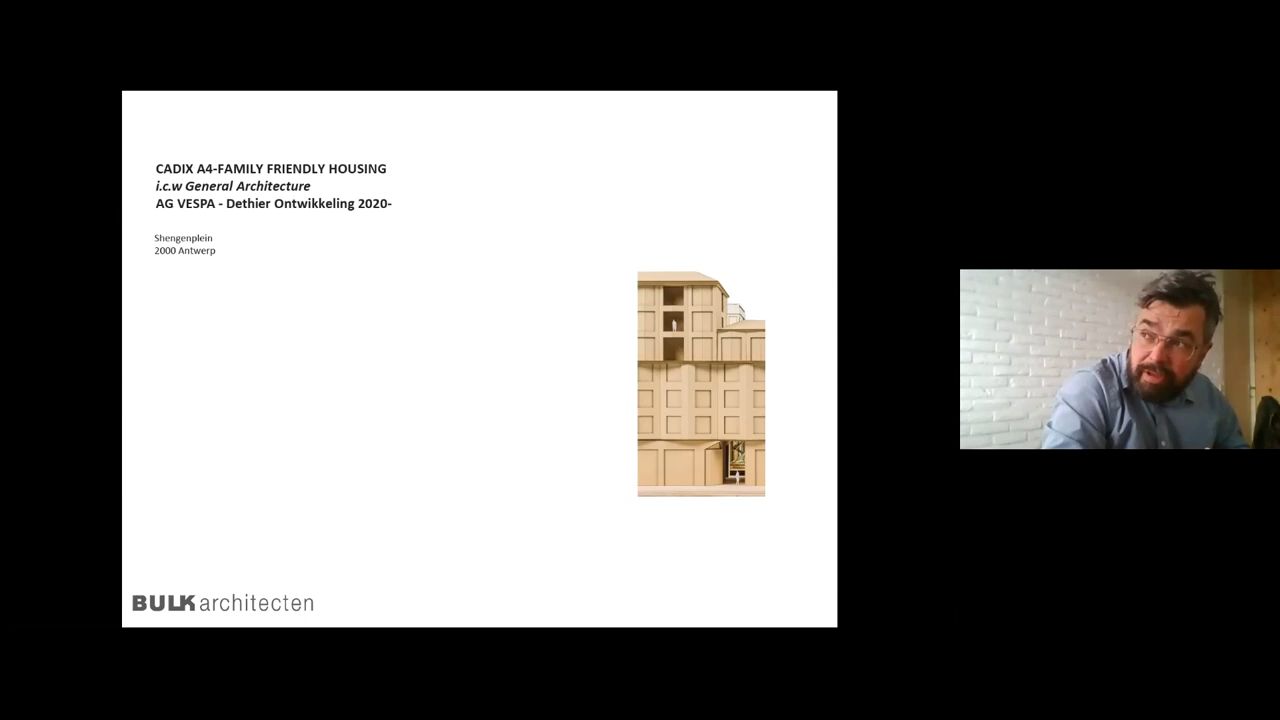 CADIX A4-FAMILY FRIENDLY HOUSING
i.c.w General Architecture
AG VESPA - Dethier Ontwikkeling 2020-
Shengenplein
2000 Antwerp
BULK architecten